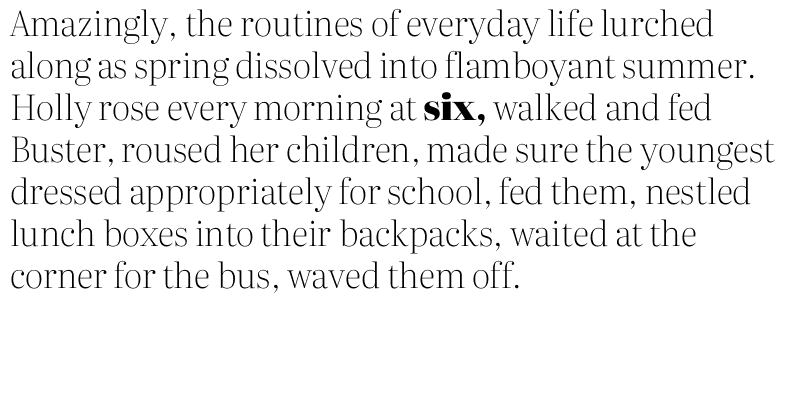 Amazingly, the routines of everyday life lurched
along as spring dissolved into flamboyant summer.
Holly rose every morning at six, walked and fed
Buster, roused her children, made sure the youngest
dressed appropriately for school, fed them, nestled
lunch boxes into their backpacks, waited at the
corner for the bus, waved them off.